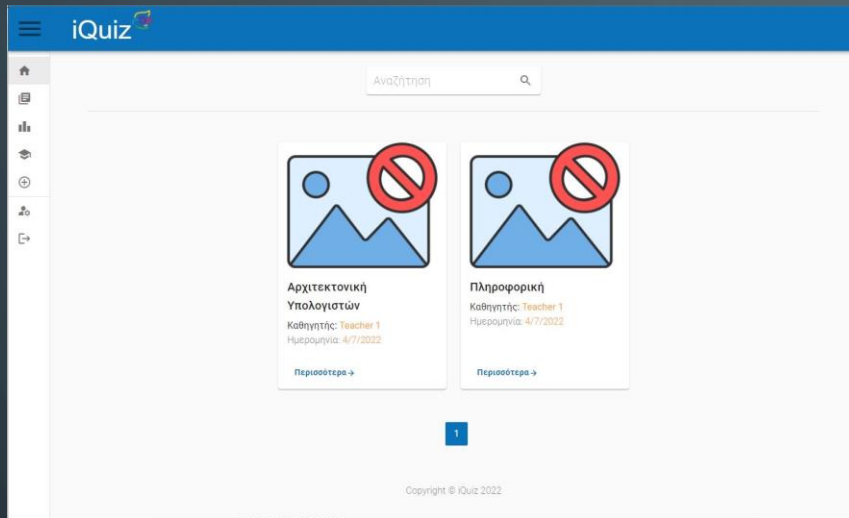 iQuiz
Αναζήτηση
Αρχιτεκτονική
Υπολογιστών
Καθηγητής: Teacher 1
Ημερομηνία: 4/7/2022
Περισσότερα →
Πληροφορική
Καθηγητής: Teacher 1
Ημερομηνία: 4/7/2022
Περισσότερα →
1
Copyright © iQuiz 2022